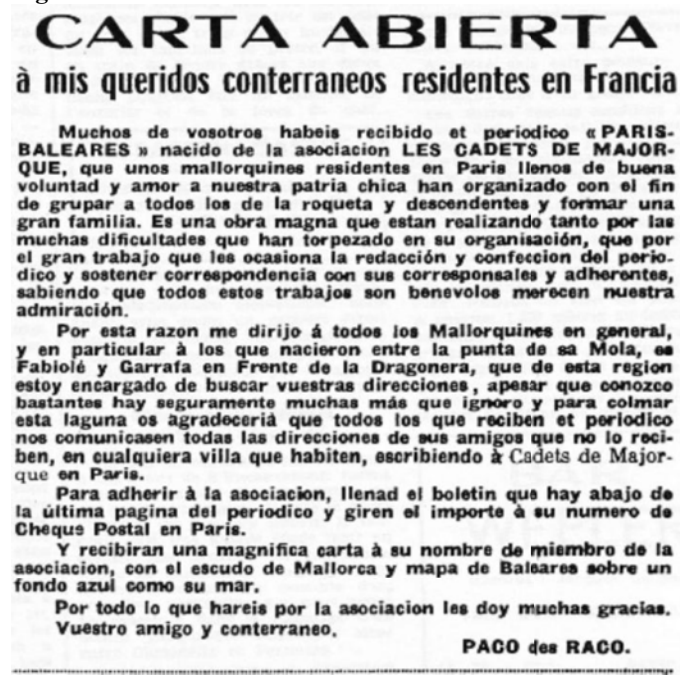 CARTA ABIERTA
à mis queridos conterraneos residentes en Francia
Muchos de vosotros habeis recibido et periodico «PARIS-
BALEARES» nacido de la asociacion LES CADETS DE MAJOR-
QUE, que unos mallorquines residentes en Paris llenos de buena
voluntad y amor a nuestra patria chica han organizado con el fin
de grupar a todos los de la roqueta y descendentes y formar una
gran familia. Es una obra magna que estan realizando tanto por las
muchas dificultades que han torpezado en su organisación, que por
el gran trabajo que les ocasiona la redacción y confeccion del perio-
dico y sostener correspondencia con sus corresponsales y adherentes,
sabiendo que todos estos trabajos son benevolos merecen nuestra
admiración.
Por esta razon me dirijo á todos los Mallorquines en general,
y en particular à los que nacieron entre la punta de sa Mola, es
Fabiolé y Garrafa en Frente de la Dragonera, que de esta region
estoy encargado de buscar vuestras direcciones, apesar que conozco
bastantes hay seguramente muchas más que ignoro y para colmar
esta laguna os agradecerià que todos los que reciben et periodico
nos comunicasen todas las direcciones de sus amigos que no lo reci-
ben, en cualquiera villa que habiten, escribiendo à Cadets de Major-
que en Paris.
Para adherir à la asociacion, llenad el boletin que hay abajo de
la última pagina del periodico y giren el importe à su numero de
Cheque Postal en Paris.
Y recibiran una magnifica carta à su nombre de miembro de la
asociacion, con el escudo de Mallorca y mapa de Baleares sobre un
fondo azul como su mar.
Por todo lo que hareis por la asociacion les doy muchas gracias.
Vuestro amigo y conterraneo.
PACO des RACO.